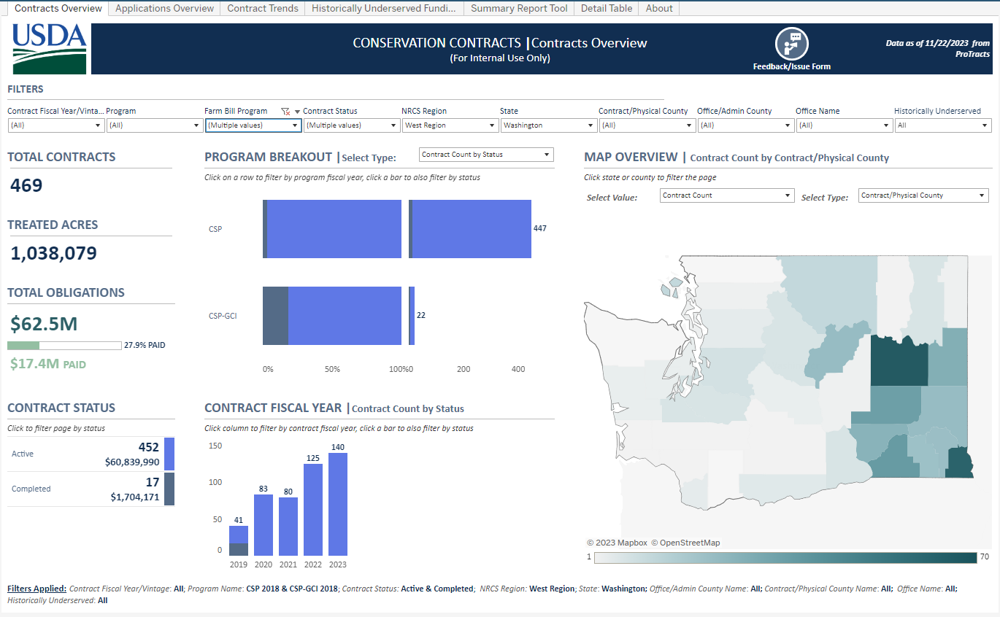 Contracts Overview
Applications Overview
Contract Trends
Historically Underserved Fundi...
Summary Report Tool
Detail Table
About
USDA
CONSERVATION CONTRACTS | Contracts Overview
(For Internal Use Only)
Feedback/Issue Form
Data as of 11/22/2023 from
ProTracts
FILTERS
Contract Fiscal Year/Vinta...
Program
Farm Bill Program
Contract Status
NRCS Region
State
Contract/Physical County
Office/Admin County
Office Name
Historically Underserved
(All)
(All)
(Multiple values)
(Multiple values)
West Region
Washington
(All)
(All)
(All)
All
TOTAL CONTRACTS
469
TREATED ACRES
1,038,079
TOTAL OBLIGATIONS
$62.5M
27.9% PAID
$17.4M PAID
CONTRACT STATUS
Click to filter page by status
Active
452
$60,839,990
Completed
17
$1,704,171
PROGRAM BREAKOUT | Select Type:
Contract Count by Status
Click on a row to filter by program fiscal year, click a bar to also filter by status
CSP
447
CSP-GCI
22
0%
50%
100%
0
200
400
CONTRACT FISCAL YEAR | Contract Count by Status
Click column to filter by contract fiscal year, click a bar to also filter by status
150
100
50
0
41
83
80
125
140
2019
2020
2021
2022
2023
MAP OVERVIEW | Contract Count by Contract/Physical County
Click state or county to filter the page
Select Value:
Contract Count
Select Type:
Contract/Physical County
© 2023 Mapbox © OpenStreetMap
1
70
Filters Applied: Contract Fiscal Year/Vintage: All; Program Name: CSP 2018 & CSP-GCI 2018; Contract Status: Active & Completed; NRCS Region: West Region; State: Washington; Office/Admin County Name: All; Contract/Physical County Name: All; Office Name: All;
Historically Underserved: All